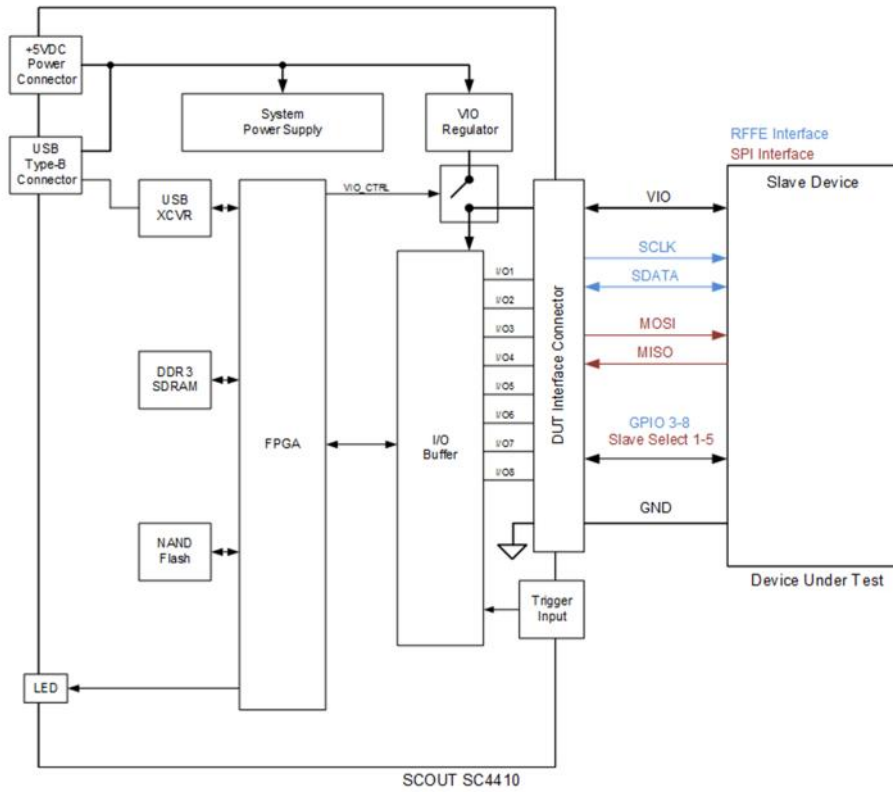 +5VDC
Power
Connector
System
Power Supply
VIO
Regulator
USB
Type-B
Connector
RFFE Interface
SPI Interface
Slave Device
USB
XCVR
VIO_CTRL
VIO
SCLK
SDATA
MOSI
MISO
GPIO 3-8
Slave Select 1-5
GND
I/O1
I/O2
I/O3
I/O4
I/O5
I/O6
I/O7
I/O8
DUT Interface Connector
DDR3
SDRAM
FPGA
I/O
Buffer
NAND
Flash
Device Under Test
Trigger
Input
LED
SCOUT SC4410